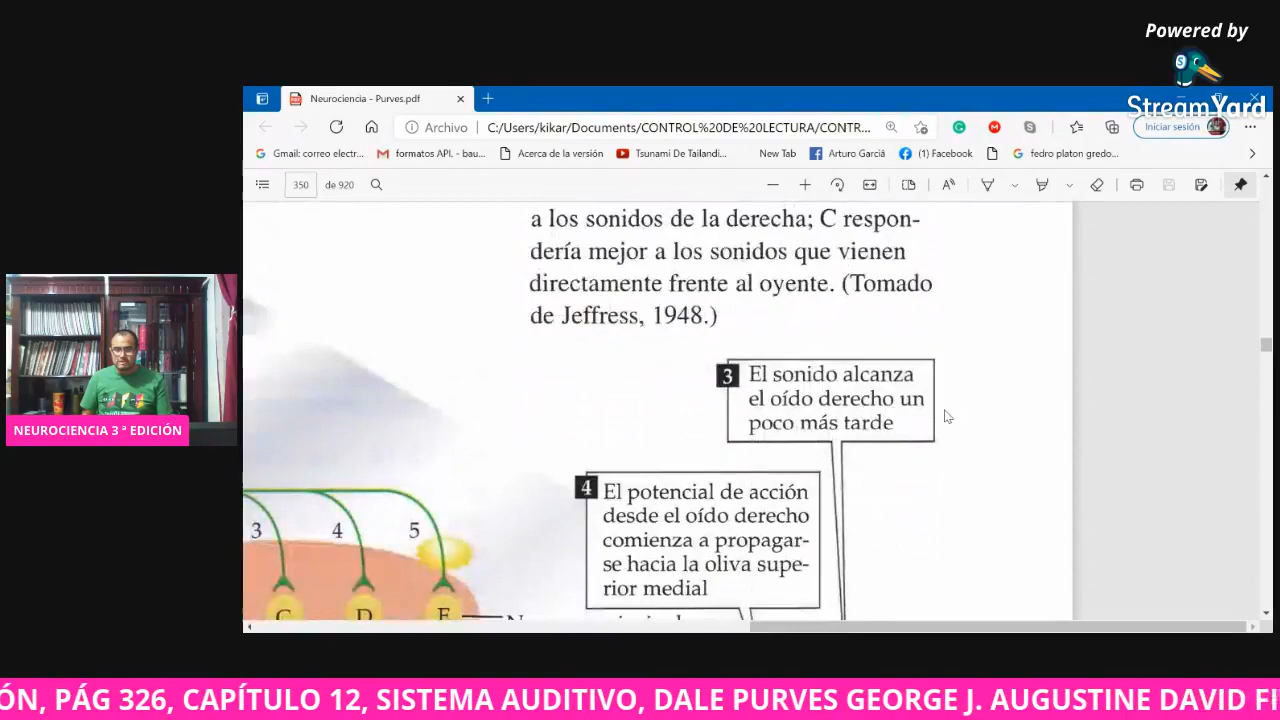 Powered by
StreamYard
Neurociencia - Purves.pdf
Archivo
C:/Users/kikar/Documents/CONTROL%20DE%20LECTURA/CONTR...
Iniciar sesión
Gmail: correo electr...
formatos API. - bau...
Acerca de la versión
Tsunami De Tailandi...
New Tab
Arturo Garciá
(1) Facebook
fedro platon gredo...
350
de 920
a los sonidos de la derecha; C respon-
dería mejor a los sonidos que vienen
directamente frente al oyente. (Tomado
de Jeffress, 1948.)
3 El sonido alcanza
el oído derecho un
poco más tarde
4 El potencial de acción
desde el oído derecho
comienza a propagar-
se hacia la oliva supe-
rior medial
3
4
5
C
D
E
NEUROCIENCIA 3 ª EDICIÓN
ÓN, PÁG 326, CAPÍTULO 12, SISTEMA AUDITIVO, DALE PURVES GEORGE J. AUGUSTINE DAVID FI